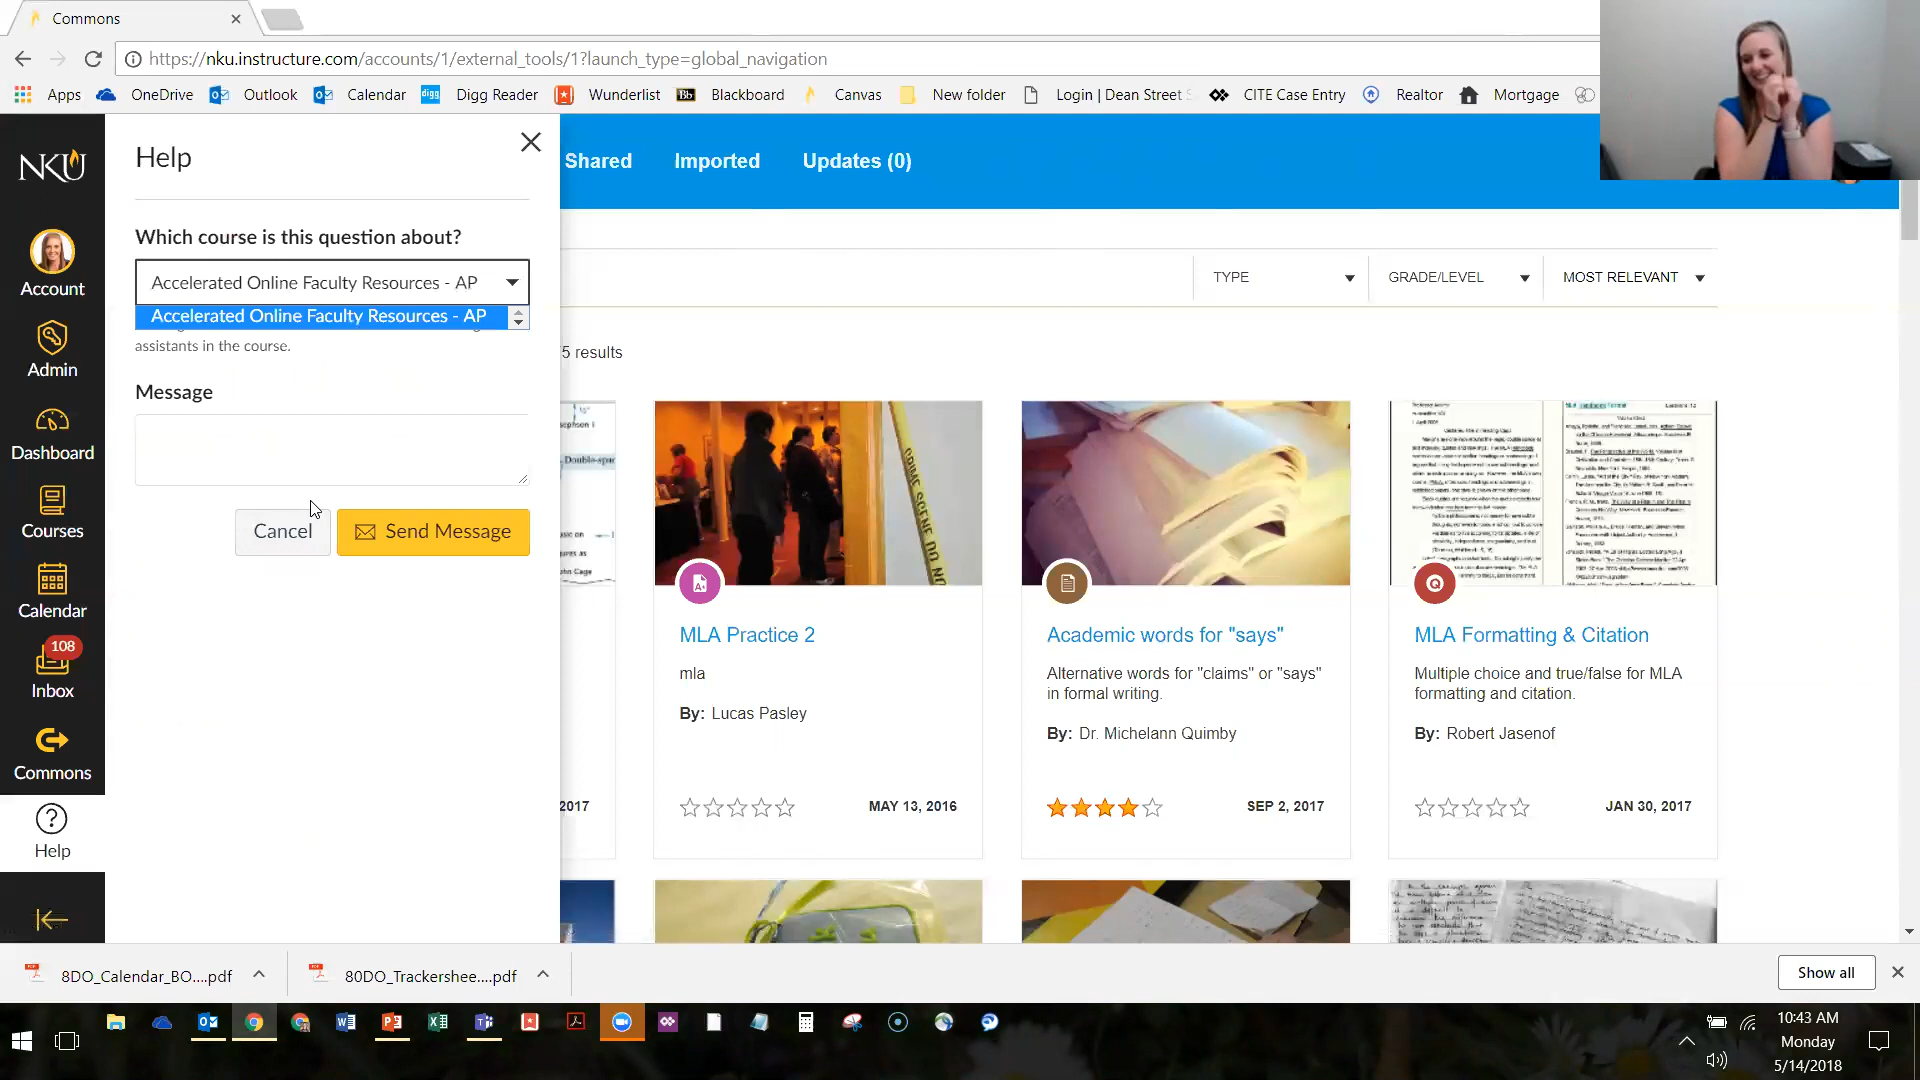 Commons
https://nku.instructure.com/accounts/1/external_tools/1?launch_type=global_navigation
Apps OneDrive Outlook Calendar Digg Reader Wunderlist Blackboard Canvas New folder Login | Dean Street CITE Case Entry Realtor Mortgage
NKU
Account
Admin
Dashboard
Courses
Calendar
108
Inbox
Commons
Help
Help
Which course is this question about?
Accelerated Online Faculty Resources - AP
Accelerated Online Faculty Resources - AP
assistants in the course.
Message
Cancel Send Message
Shared Imported Updates (0)
TYPE GRADE/LEVEL MOST RELEVANT
5 results
2017
CRIME SCENE DO NO
MLA Practice 2
mla
By: Lucas Pasley
MAY 13, 2016
Academic words for "says"
Alternative words for "claims" or "says"
in formal writing.
By: Dr. Michelann Quimby
SEP 2, 2017
MLA Formatting & Citation
Multiple choice and true/false for MLA
formatting and citation.
By: Robert Jasenof
JAN 30, 2017
8DO_Calendar_BO....pdf 80DO_Trackershee....pdf Show all
10:43 AM
Monday
5/14/2018